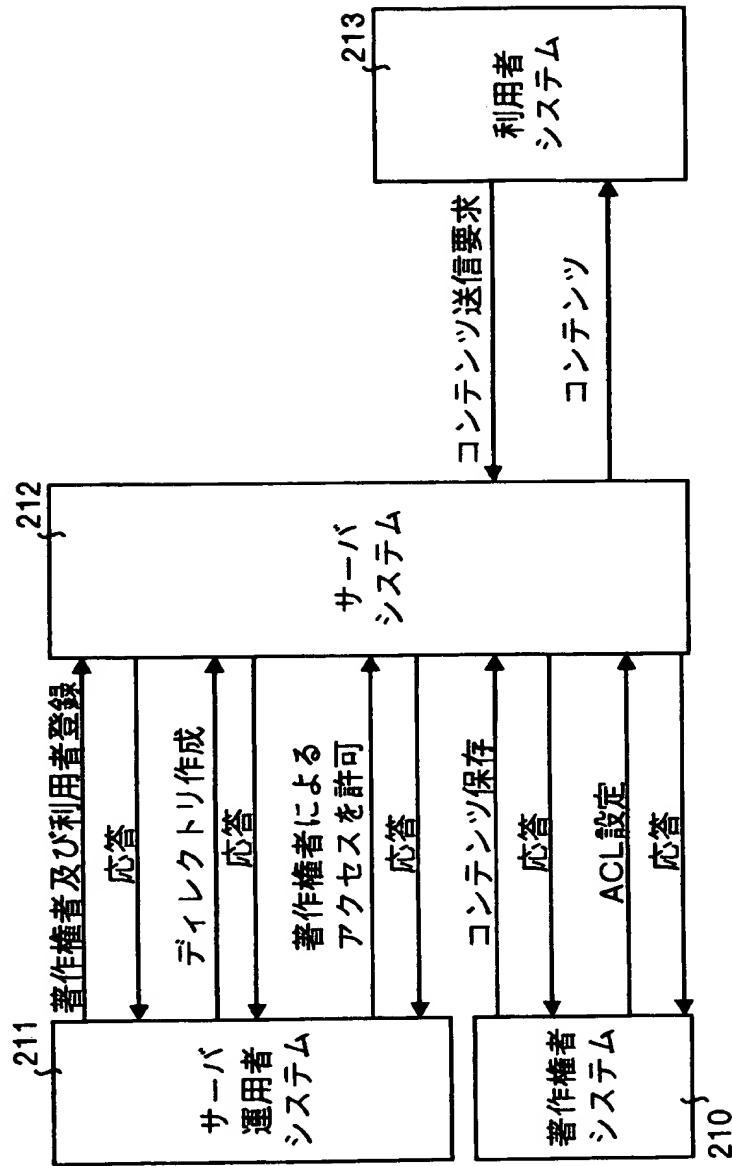 211
サーバ
運用者
システム
著作権者及び利用者登録
応答
ディレクトリ作成
応答
著作権者による
アクセスを許可
応答
著作権者
システム
210
コンテンツ保存
応答
ACL設定
応答
212
サーバ
システム
コンテンツ送信要求
コンテンツ
213
利用者
システム